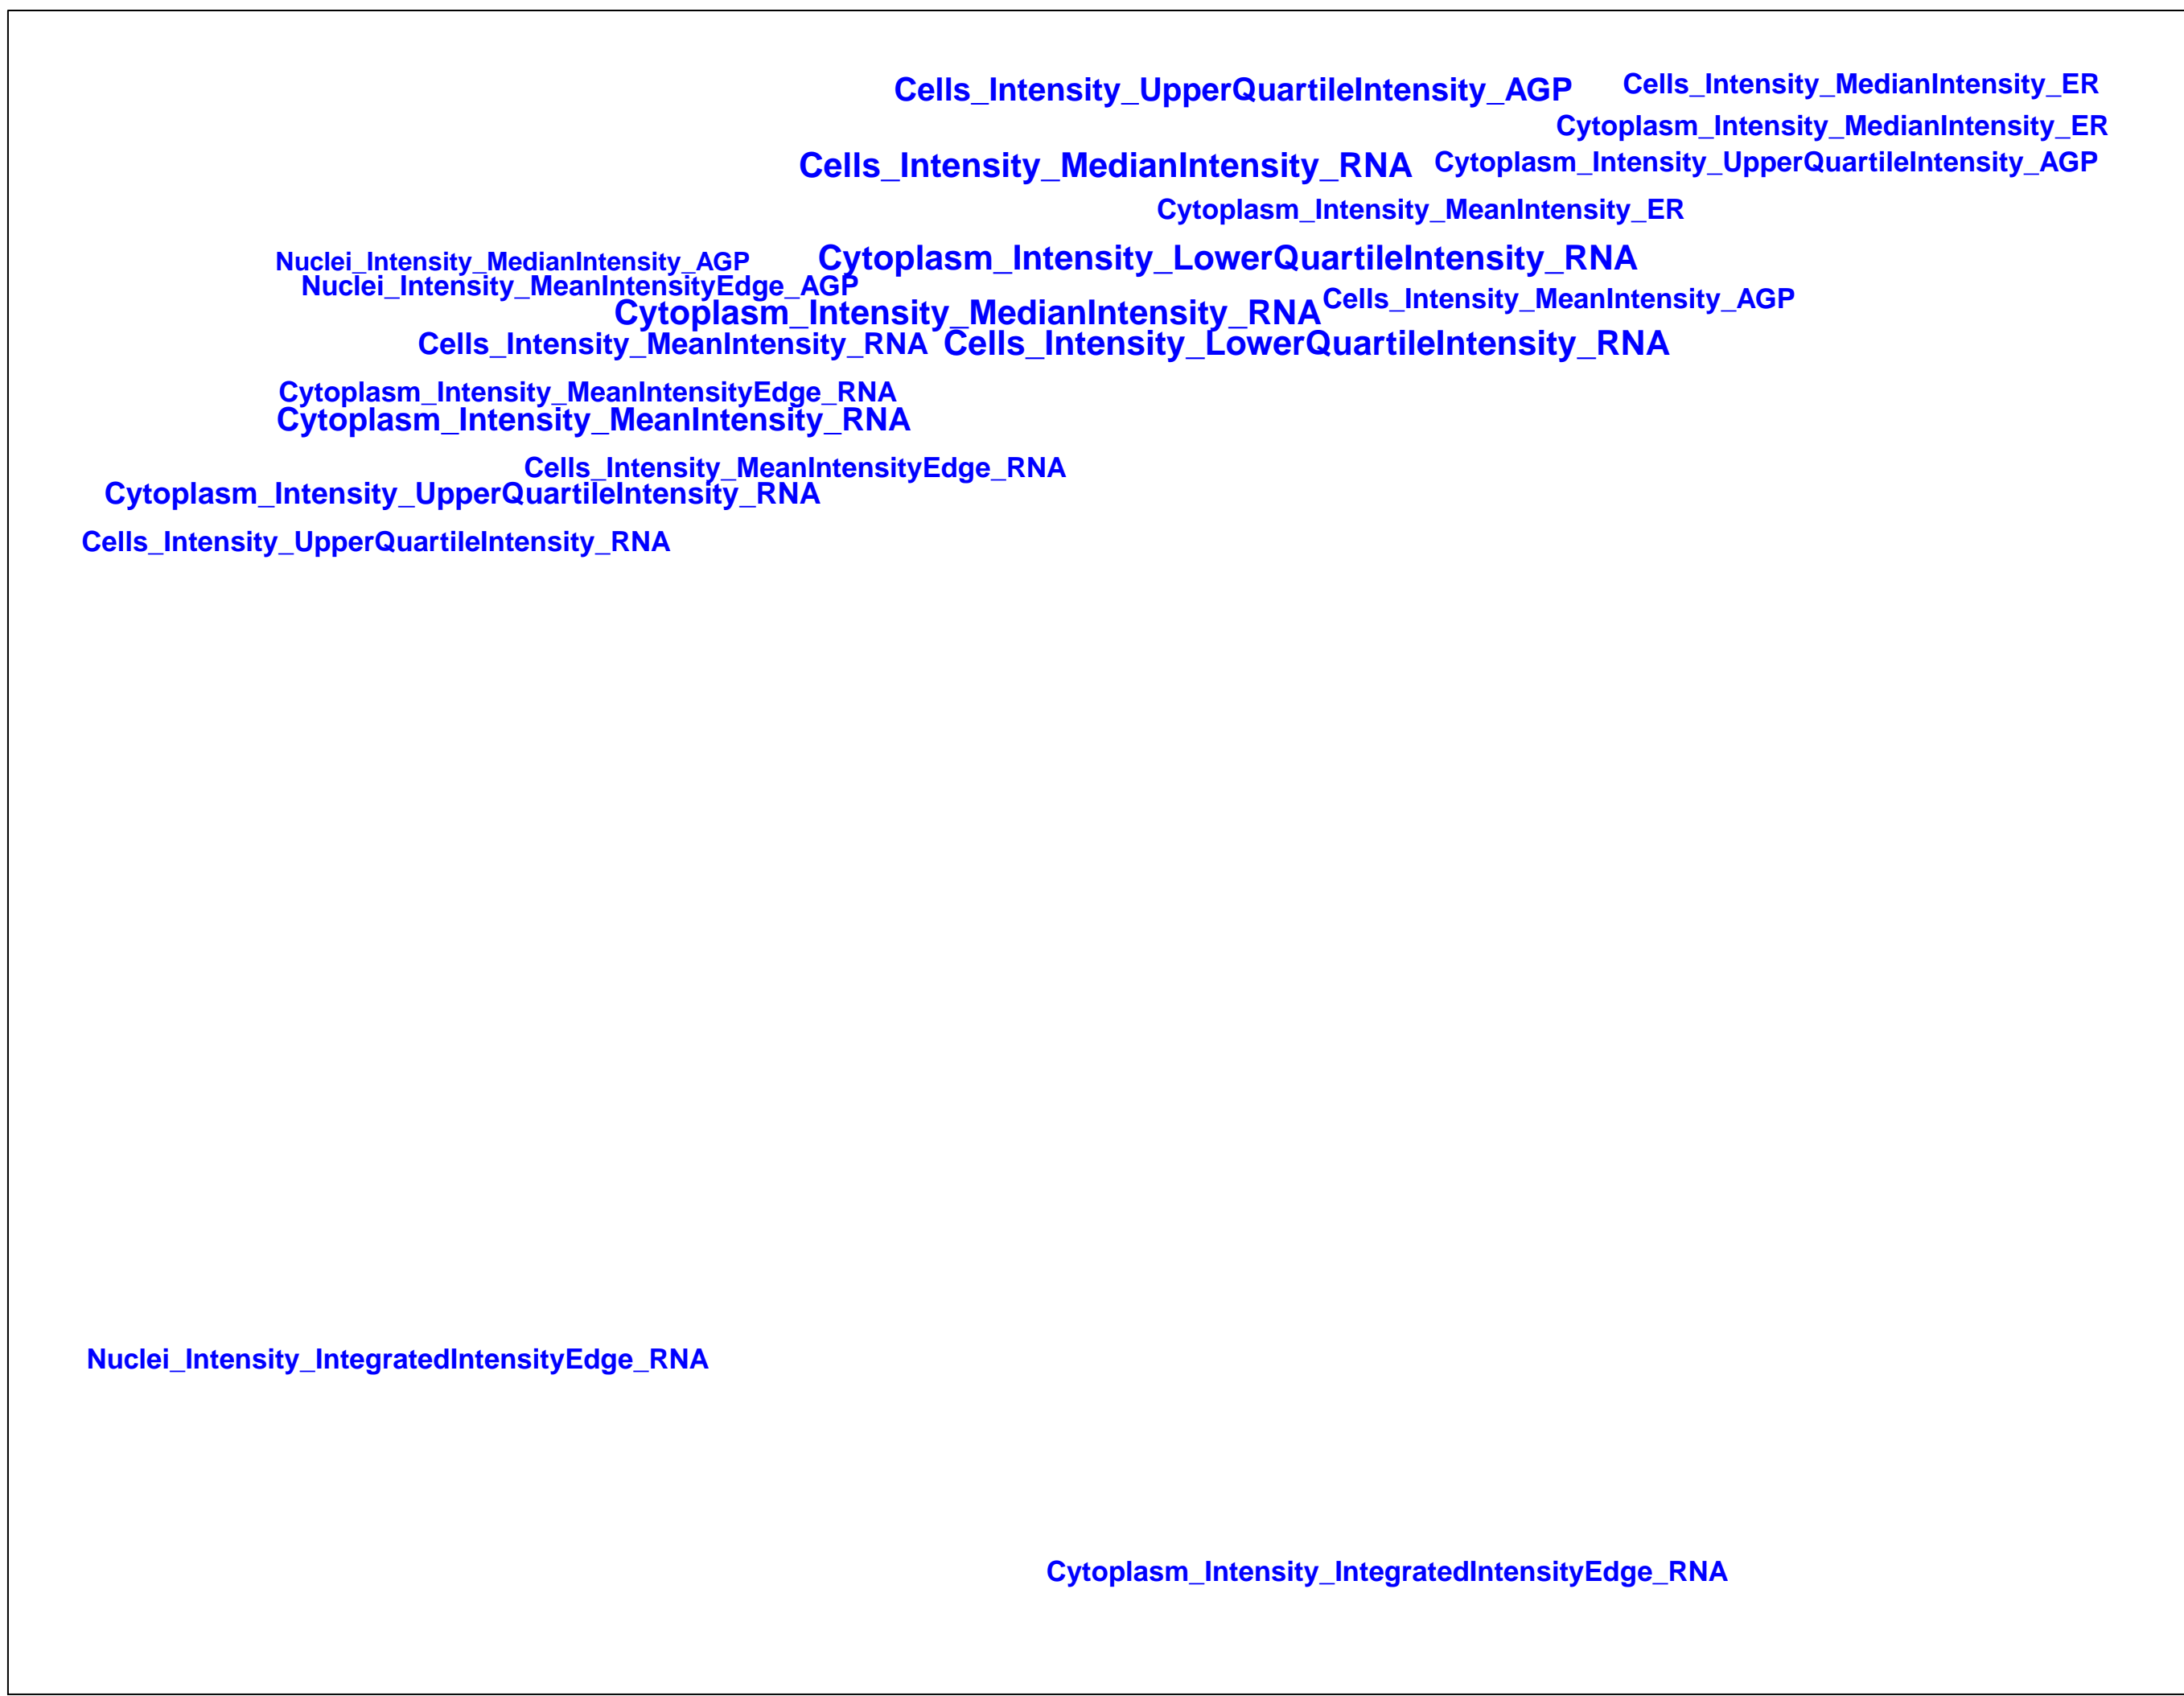 Cells_Intensity_UpperQuartileIntensity_AGP
Cells_Intensity_MedianIntensity_ER
Cytoplasm_Intensity_MedianIntensity_ER
Cells_Intensity_MedianIntensity_RNA
Cytoplasm_Intensity_UpperQuartileIntensity_AGP
Cytoplasm_Intensity_MeanIntensity_ER
Nuclei_Intensity_MedianIntensity_AGP
Cytoplasm_Intensity_LowerQuartileIntensity_RNA
Nuclei_Intensity_MeanIntensityEdge_AGP
Cytoplasm_Intensity_MedianIntensity_RNA
Cells_Intensity_MeanIntensity_AGP
Cells_Intensity_MeanIntensity_RNA
Cells_Intensity_LowerQuartileIntensity_RNA
Cytoplasm_Intensity_MeanIntensityEdge_RNA
Cytoplasm_Intensity_MeanIntensity_RNA
Cells_Intensity_MeanIntensityEdge_RNA
Cytoplasm_Intensity_UpperQuartileIntensity_RNA
Cells_Intensity_UpperQuartileIntensity_RNA
Nuclei_Intensity_IntegratedIntensityEdge_RNA
Cytoplasm_Intensity_IntegratedIntensityEdge_RNA